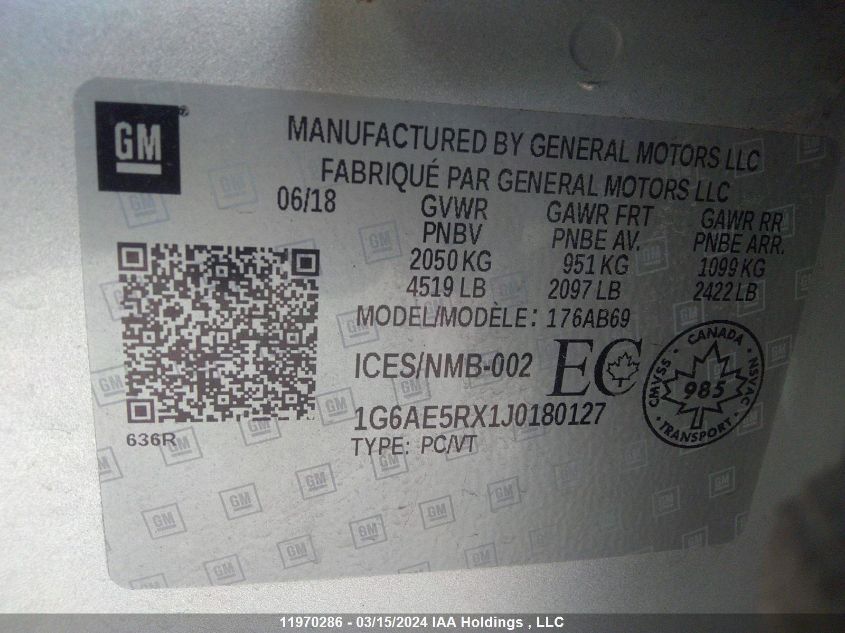 GM
MANUFACTURED BY GENERAL MOTORS LLC
FABRIQUÉ PAR GENERAL MOTORS LLC
06/18 GVWR GAWR FRT GAWR RR
PNBV PNBE AV. PNBE ARR.
2050 KG 951 KG 1099 KG
4519 LB 2097 LB 2422 LB
MODEL/MODÈLE: 176AB69
ICES/NMB-002 EC
CANADA
CMVSS 985 NSVAC
TRANSPORT
1G6AE5RX1J0180127
636R TYPE: PC/VT
11970286 - 03/15/2024 IAA Holdings , LLC